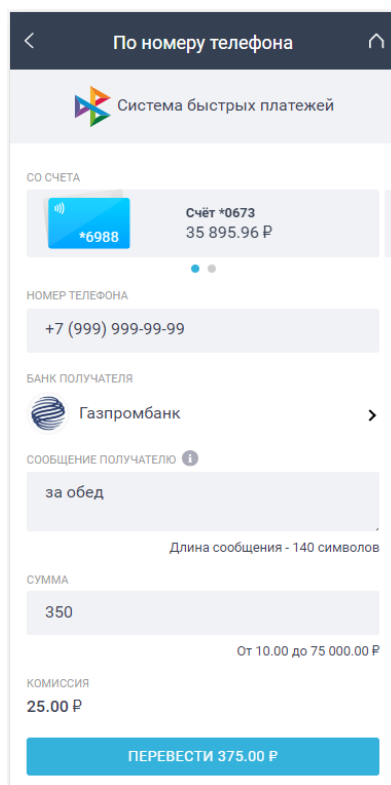 По номеру телефона
Система быстрых платежей
СО СЧЕТА
*6988
Счёт *0673
35 895.96 ₽
НОМЕР ТЕЛЕФОНА
+7 (999) 999-99-99
БАНК ПОЛУЧАТЕЛЯ
Газпромбанк
СООБЩЕНИЕ ПОЛУЧАТЕЛЮ
за обед
Длина сообщения - 140 символов
СУММА
350
От 10.00 до 75 000.00 ₽
КОМИССИЯ
25.00 ₽
ПЕРЕВЕСТИ 375.00 ₽